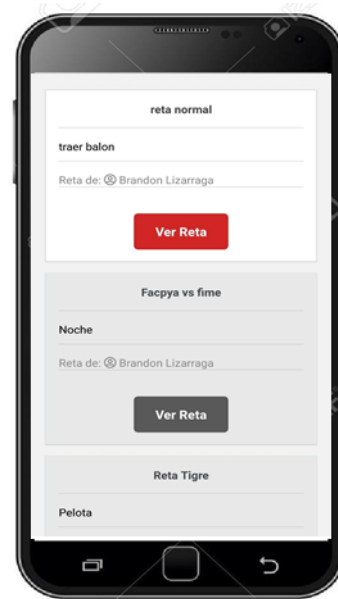 reta normal
traer balon
Reta de: Brandon Lizarraga
Ver Reta
Facpya vs fime
Noche
Reta de: Brandon Lizarraga
Ver Reta
Reta Tigre
Pelota